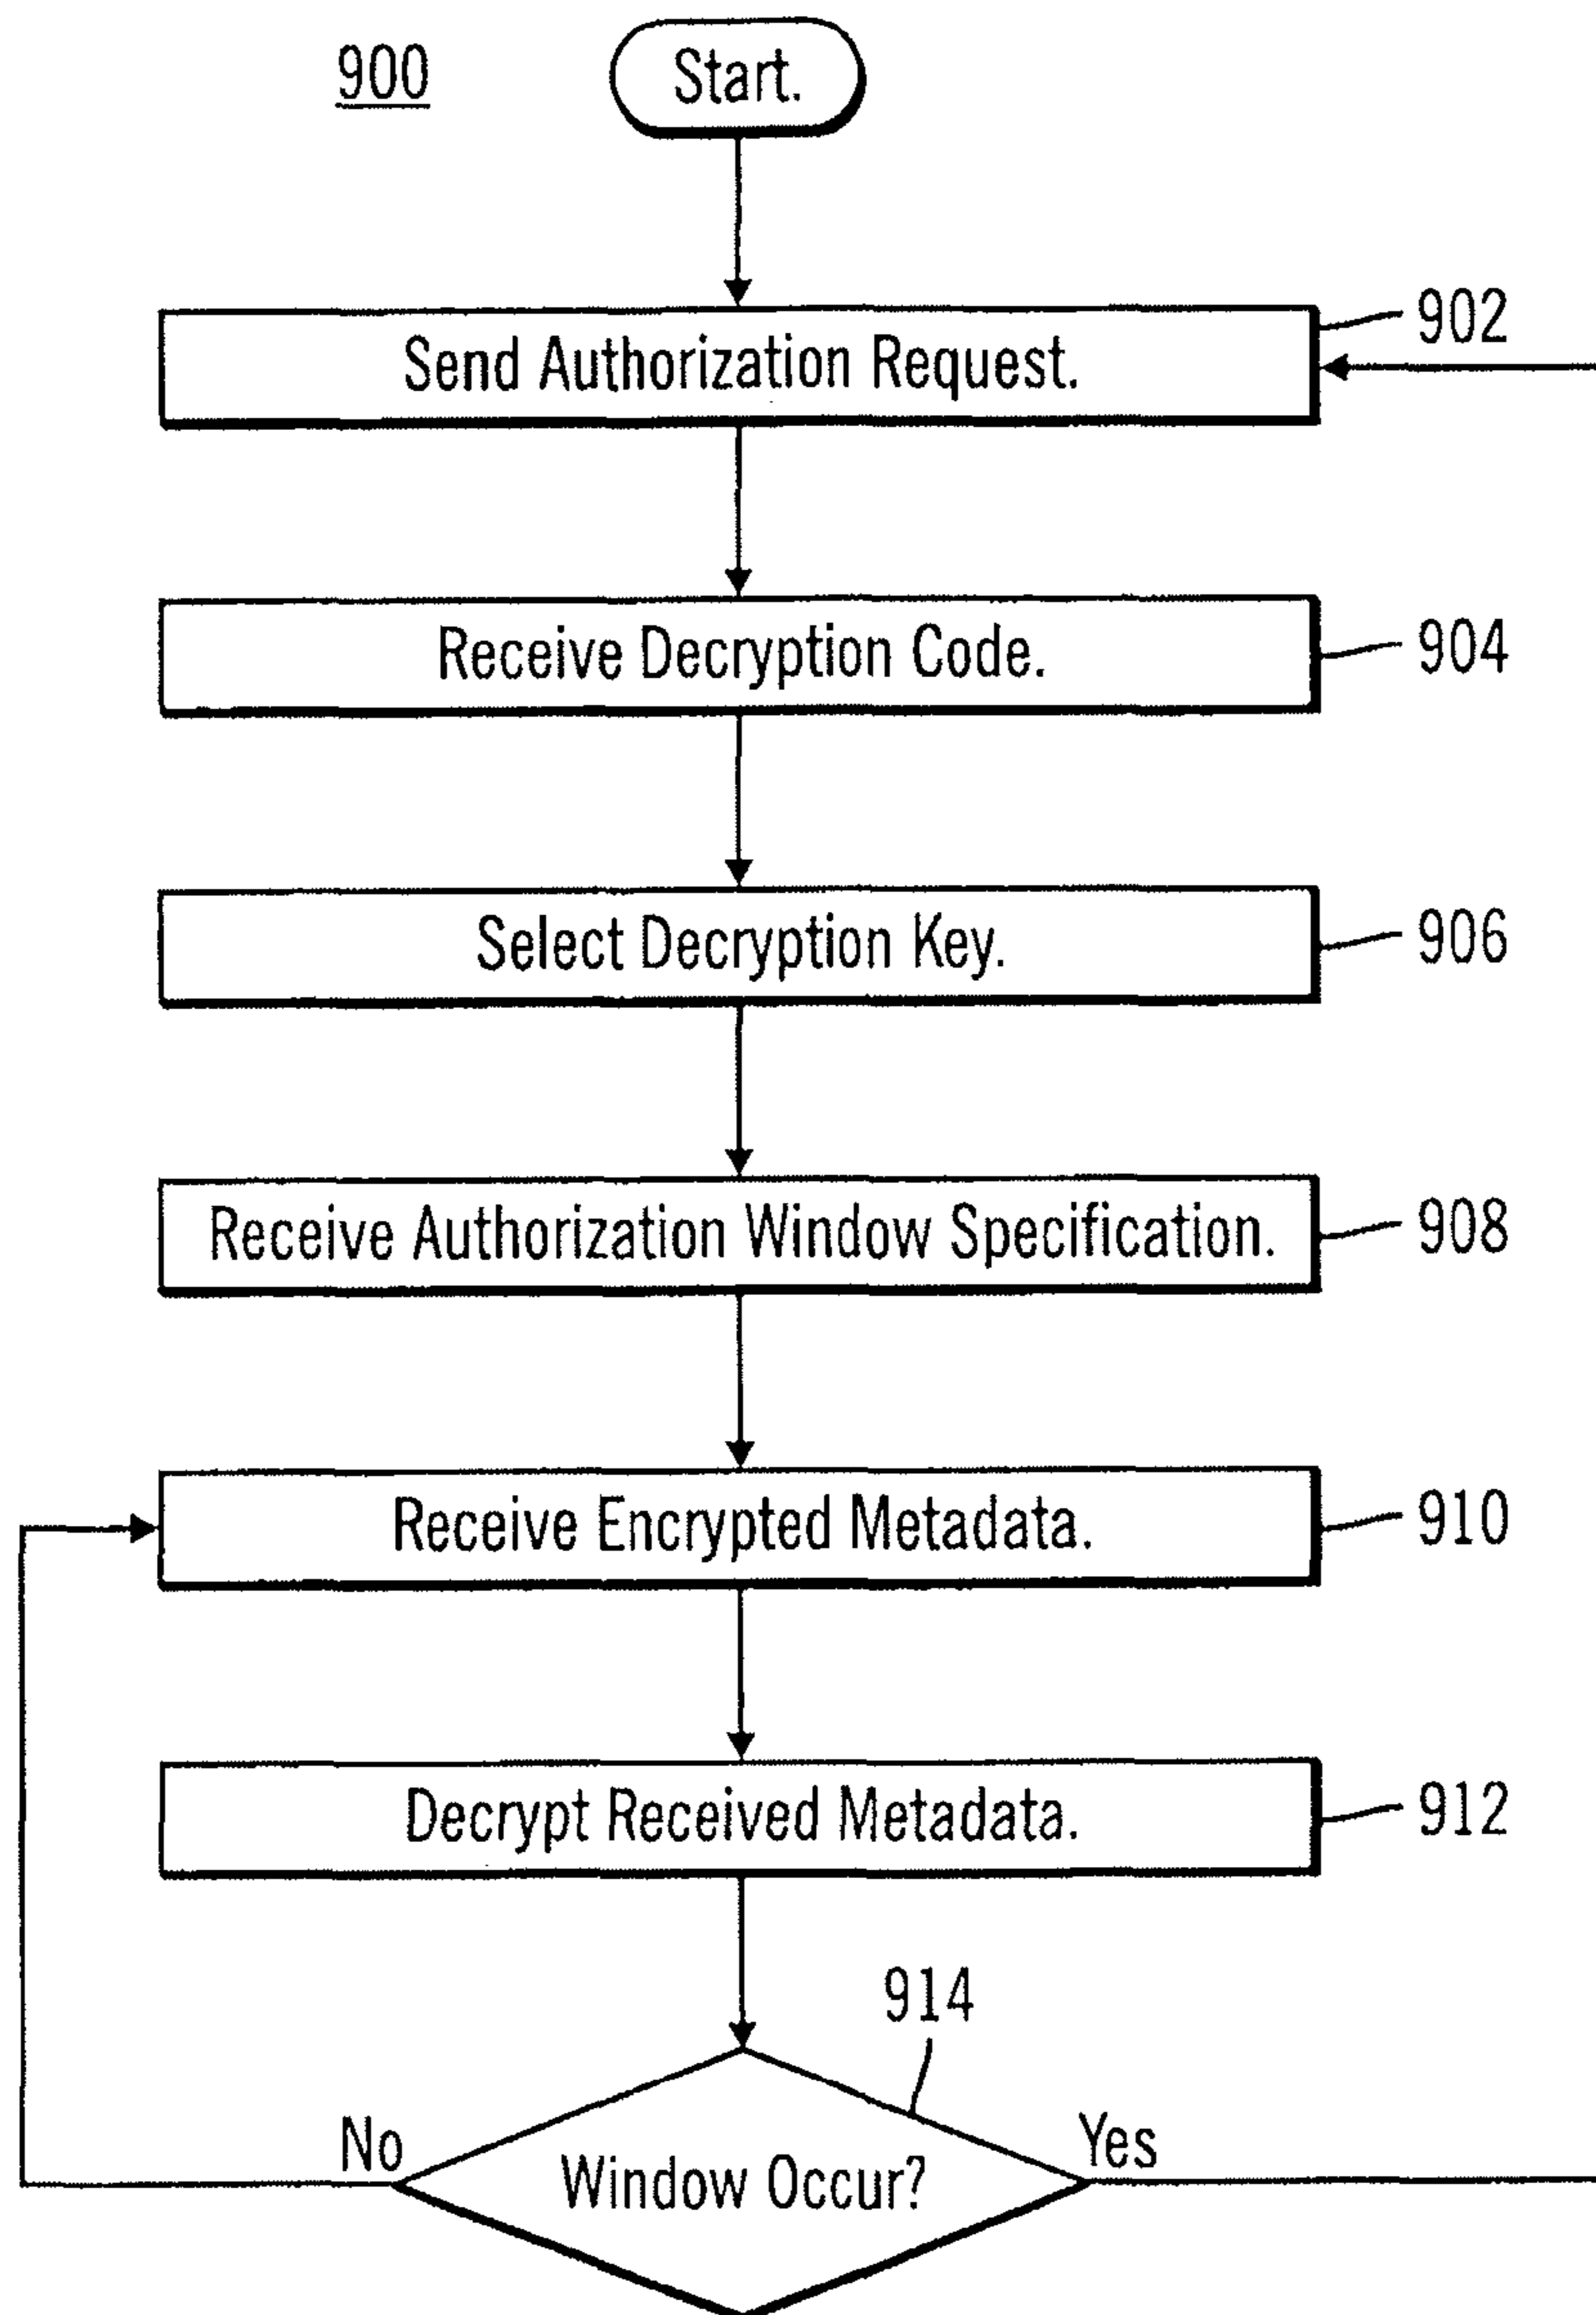 900
Start.
Send Authorization Request.
902
Receive Decryption Code.
904
Select Decryption Key.
906
Receive Authorization Window Specification.
908
Receive Encrypted Metadata.
910
Decrypt Received Metadata.
912
914
No
Window Occur?
Yes